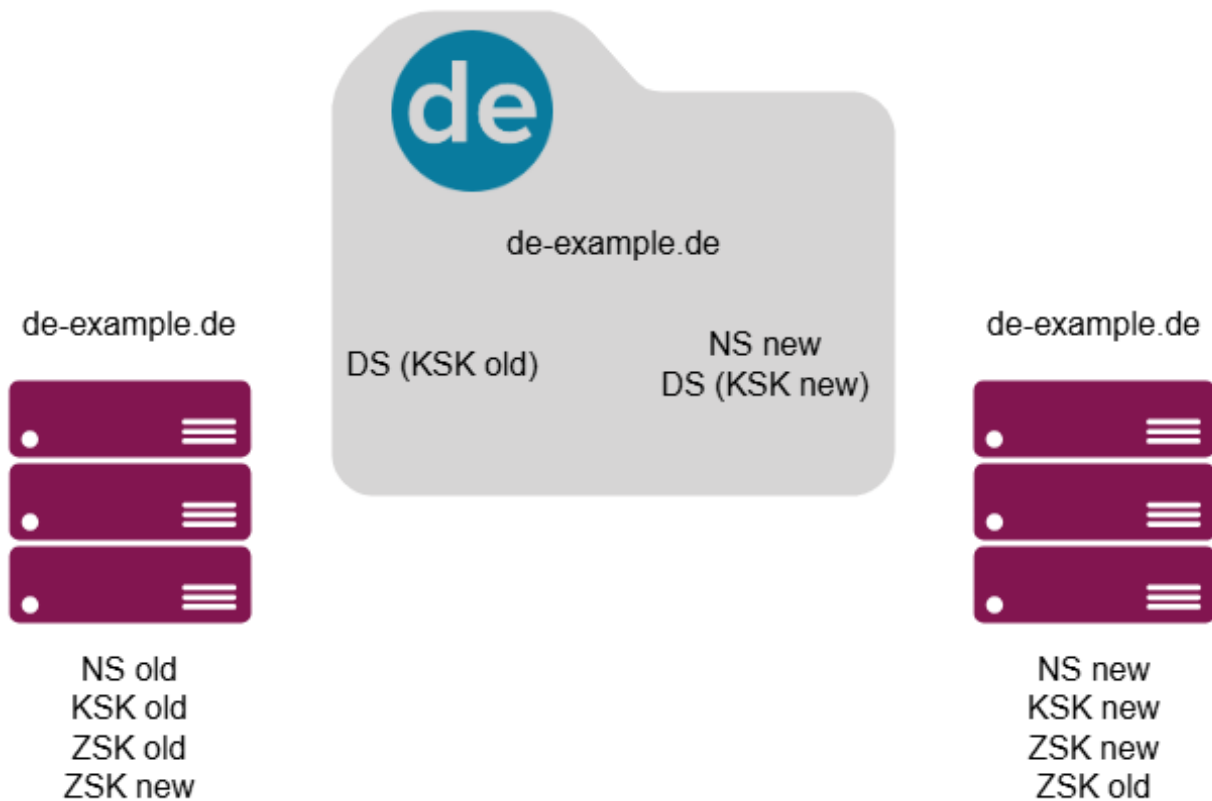 de
de-example.de
de-example.de
de-example.de
DS (KSK old)
NS new
DS (KSK new)
NS old
KSK old
ZSK old
ZSK new
NS new
KSK new
ZSK new
ZSK old